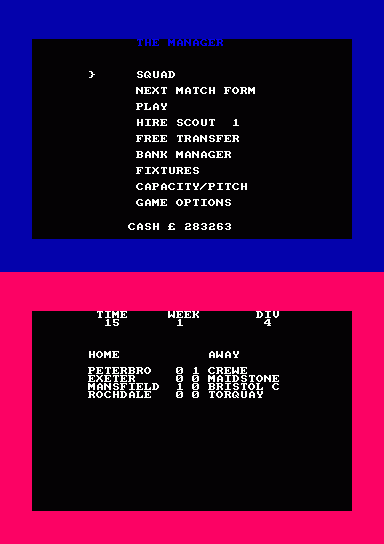 THE MANAGER
} SQUAD
NEXT MATCH FORM
PLAY
HIRE SCOUT 1
FREE TRANSFER
BANK MANAGER
FIXTURES
CAPACITY/PITCH
GAME OPTIONS
CASH £ 283263
TIME WEEK DIV
15 1 4
HOME AWAY
PETERBRO 0 1 CREWE
EXETER 0 0 MAIDSTONE
MANSFIELD 1 0 BRISTOL C
ROCHDALE 0 0 TORQUAY